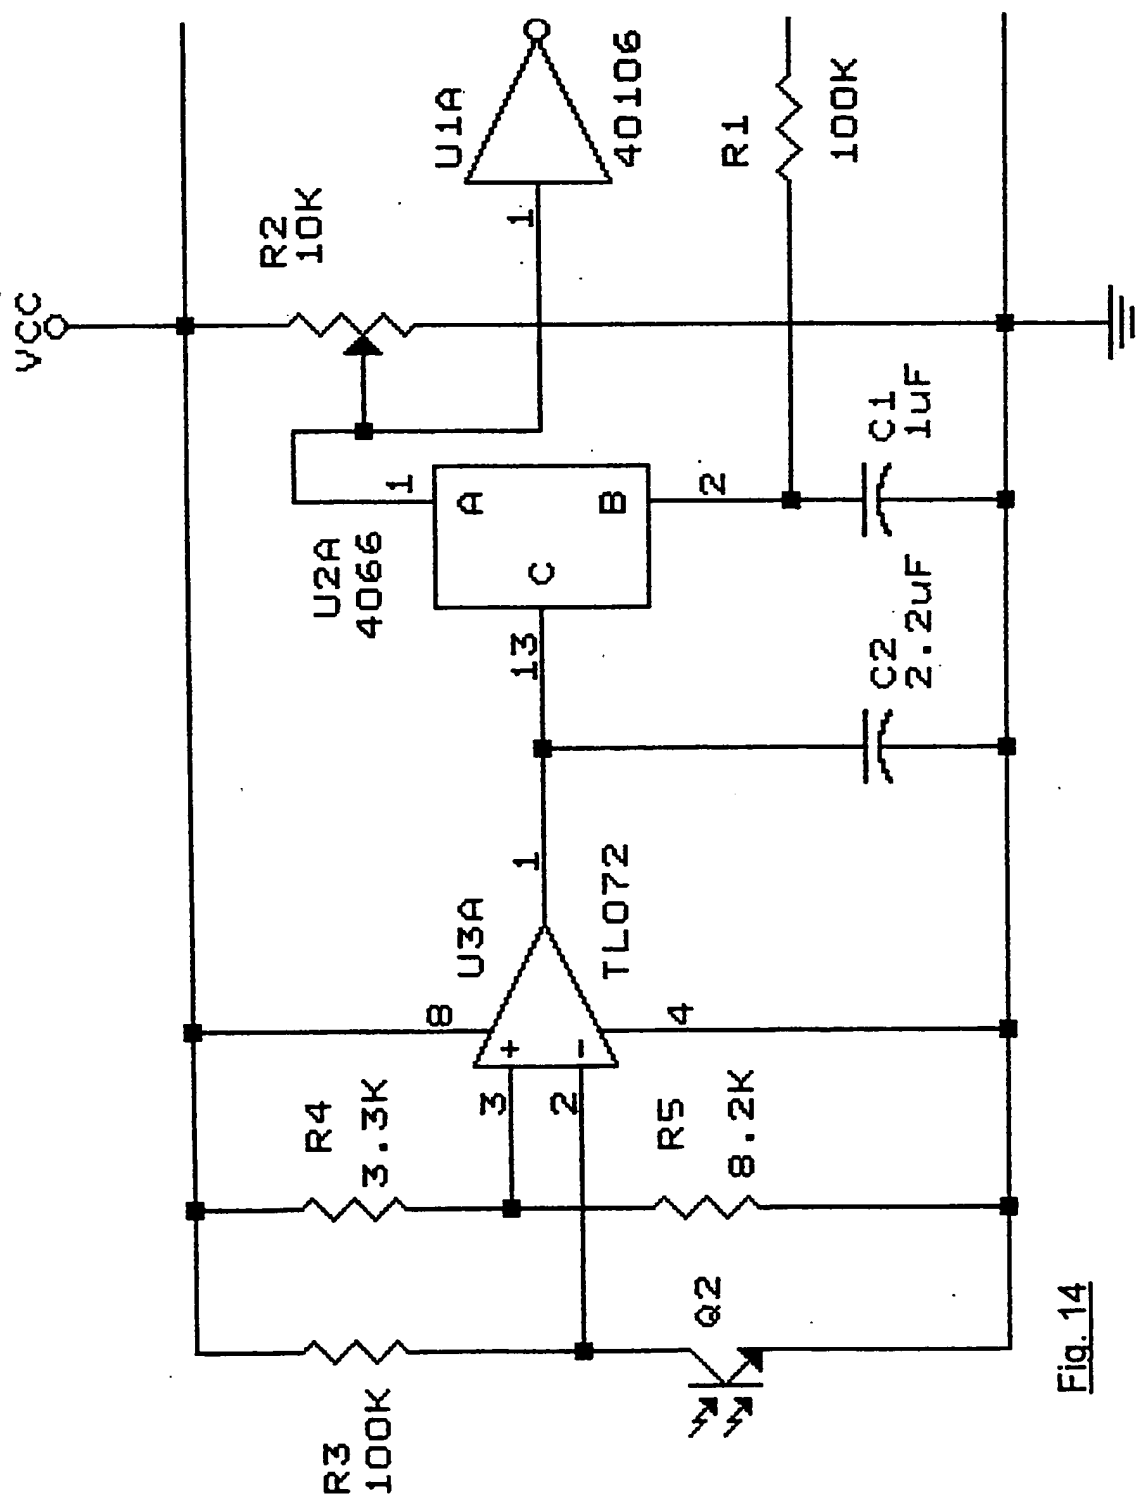 VCC
R2
10K
R3
100K
R4
3.3K
U2A
4066
1
8
U1A
U3A
A
+
3
1
13
1
C
2
-
B
TL072
40106
R5
8.2K
4
2
Q2
R1
100K
C2
2.2uF
C1
1uF
Fig. 14